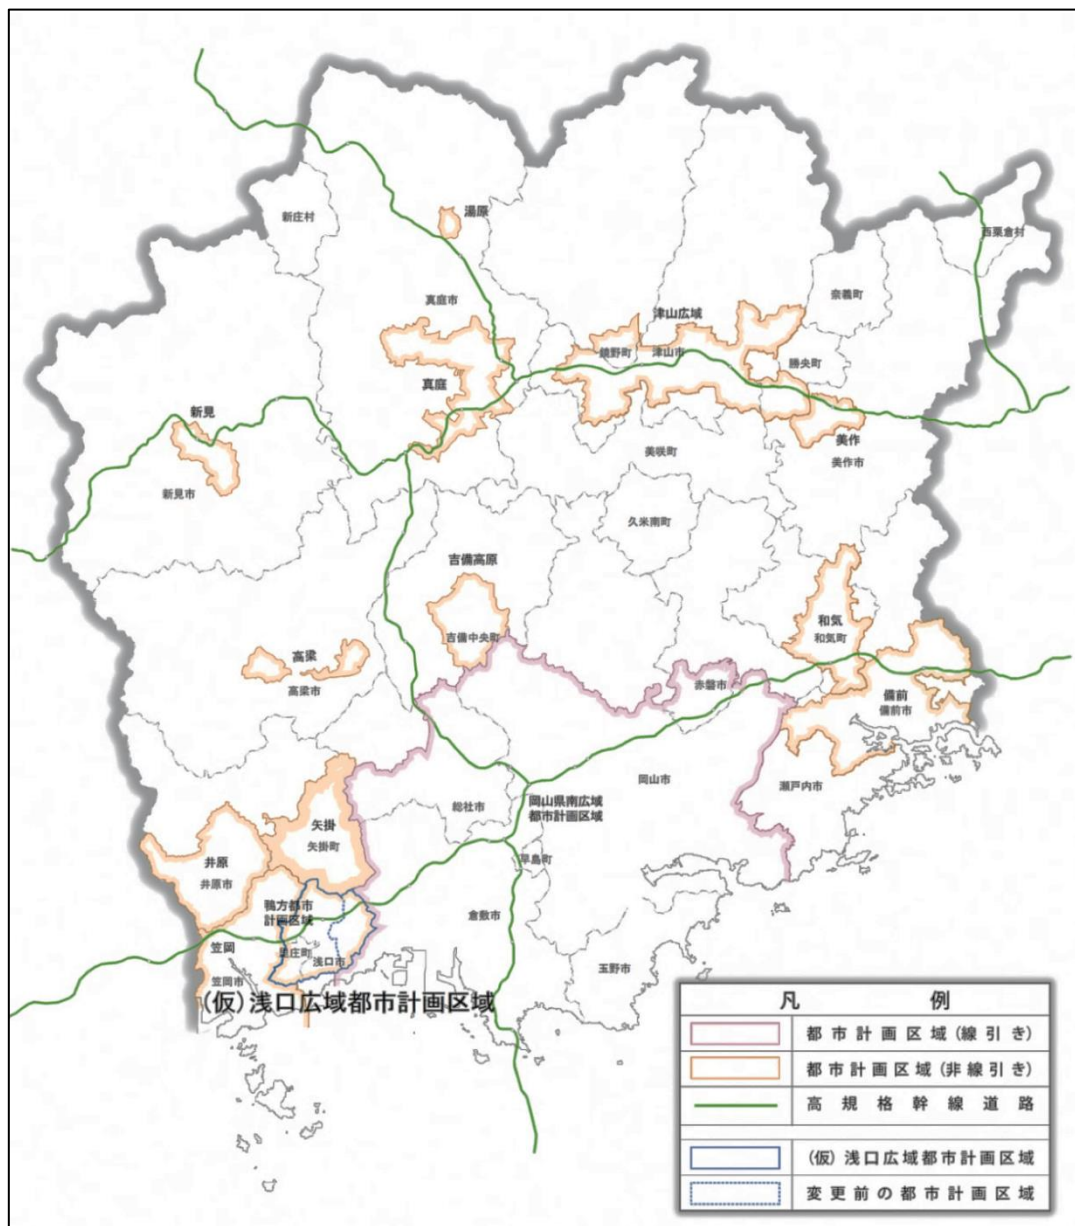 湯原
新庄村
西粟倉村
奈義町
真庭市
津山広域
鏡野町
津山市
勝央町
真庭
新見
美作
美作市
美咲町
新見市
久米南町
吉備高原
吉備中央町
和気
和気町
高梁
高梁市
赤磐市
備前
備前市
岡山市
瀬戸内市
総社市
岡山県南広域
都市計画区域
矢掛
矢掛町
早島町
井原
井原市
鴨方都市
計画区域
倉敷市
笠岡
里庄町
浅口市
笠岡市
玉野市
(仮)浅口広域都市計画区域
凡 例
都市計画区域(線引き)
都市計画区域(非線引き)
高規格幹線道路
(仮)浅口広域都市計画区域
変更前の都市計画区域